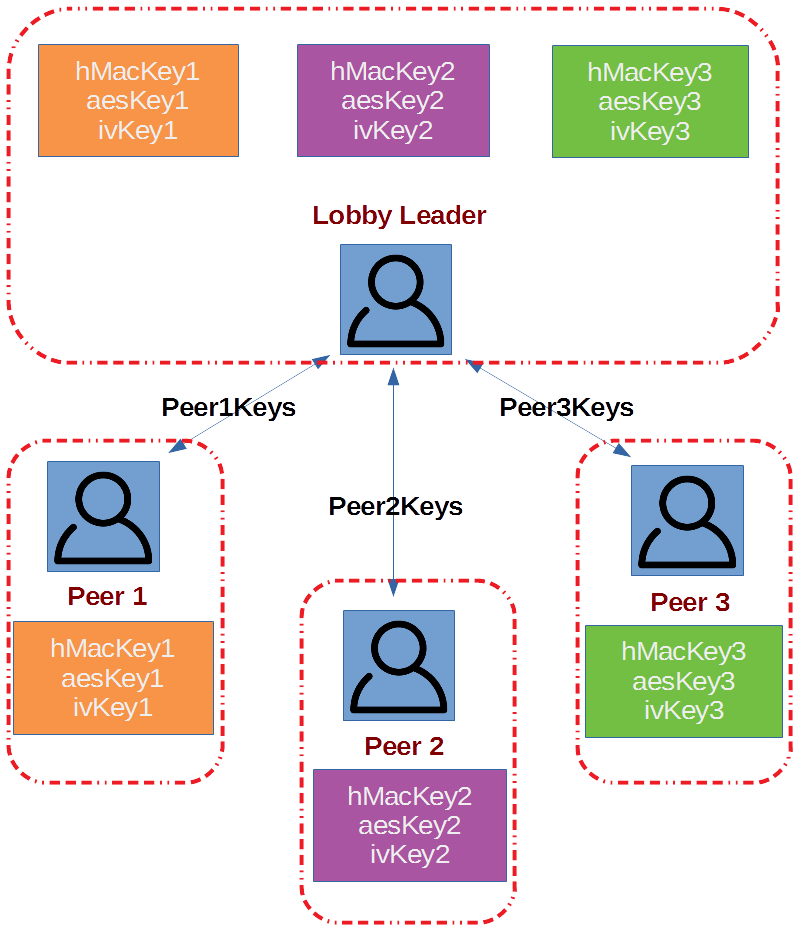 hMacKey1
aesKey1
ivKey1
hMacKey2
aesKey2
ivKey2
hMacKey3
aesKey3
ivKey3
Lobby Leader
Peer1Keys
Peer3Keys
Peer2Keys
Peer 1
hMacKey1
aesKey1
ivKey1
Peer 3
hMacKey3
aesKey3
ivKey3
Peer 2
hMacKey2
aesKey2
ivKey2